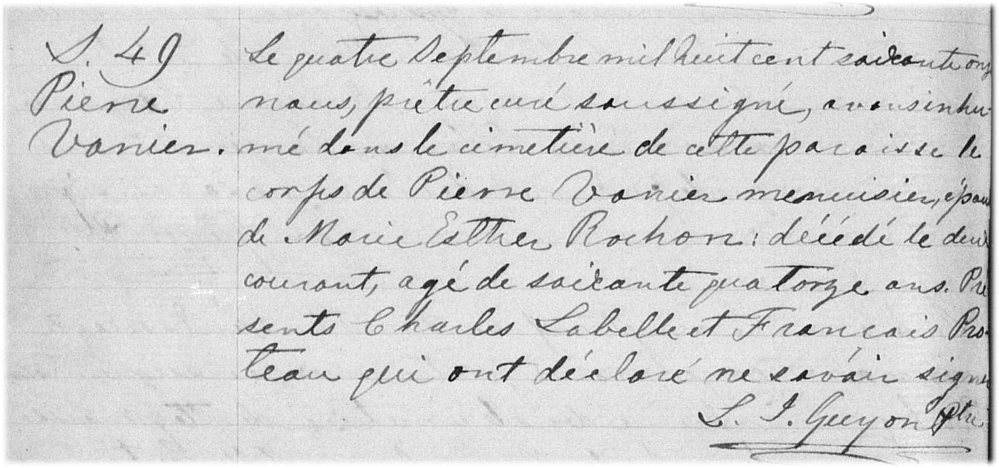 S. 49
Pierre
Vanier.
Le quatre Septembre mil huit cent soixante onz
nous, prêtre curé soussigné, avons inhu-
mé dans le cimetière de cette paroisse le
corps de Pierre Vanier menuisier, épou
de Marie Esther Rochon: décédé le deux
courant, agé de soixante quatorze ans. Pré
sents Charles Labelle et Francais Pro-
teau qui ont déclaré ne savoir signer
L. I. Guyon Ptre